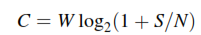 C = W log₂(1 + S/N)